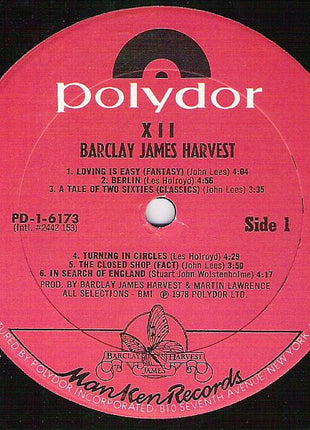 polydor
XII
BARCLAY JAMES HARVEST
1. LOVING IS EASY (FANTASY) (John Lees) 4:04
2. BERLIN (Les Holroyd) 4:56
3. A TALE OF TWO SIXTIES (CLASSICS) (John Lees) 3:35
PD-1-6173
(Intl. #2442 153)
Side 1
4. TURNING IN CIRCLES (Les Holroyd) 4:29
5. THE CLOSED SHOP (FACT) (John Lees) 3:50
6. IN SEARCH OF ENGLAND (Stuart John Wolstenholme) 4:17
PROD. BY BARCLAY JAMES HARVEST & MARTIN LAWRENCE
ALL SELECTIONS - BMI Ⓟ 1978 POLYDOR LTD.
BARCLAY HARVEST
JAMES
ManKen Records
TURED BY POLYDOR INCORPORATED, 810 SEVENTH AVENUE NEW YORK